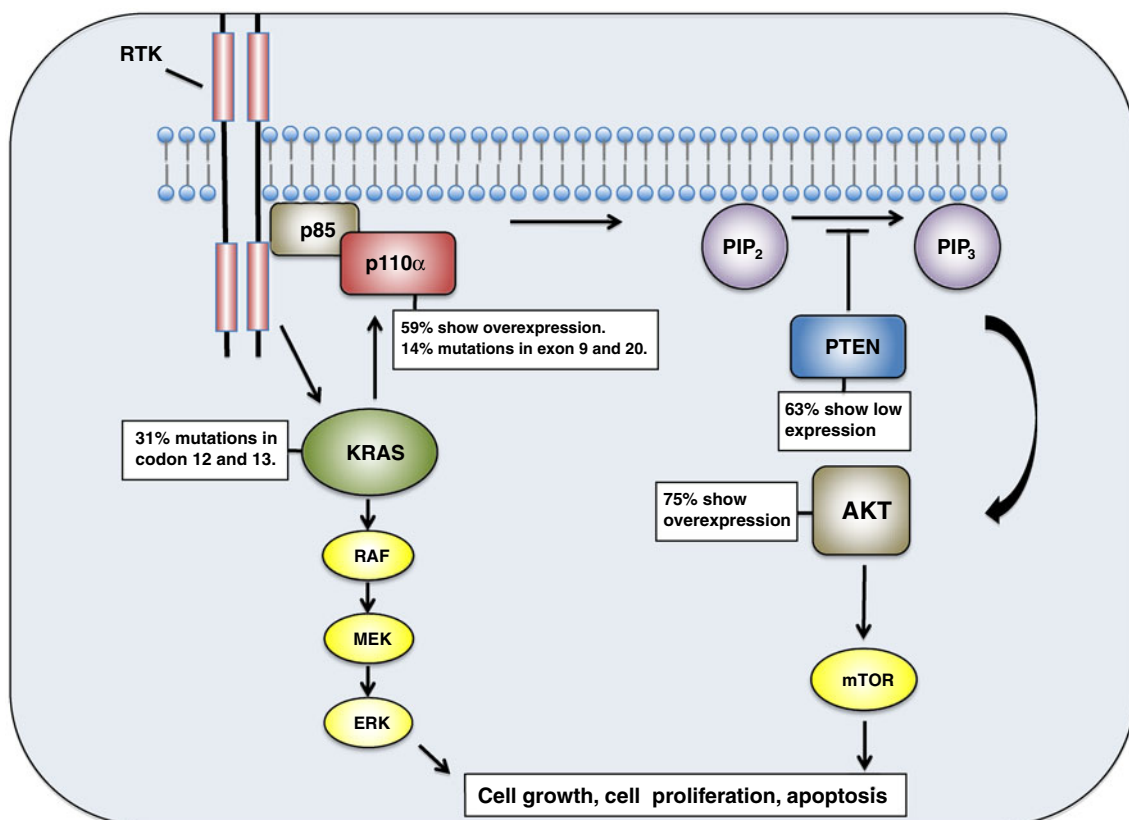 RTK
p85
p110α
PIP2
PIP3
59% show overexpression.
14% mutations in exon 9 and 20.
PTEN
63% show low
expression
31% mutations in
codon 12 and 13.
KRAS
75% show
overexpression
AKT
RAF
MEK
mTOR
ERK
Cell growth, cell proliferation, apoptosis